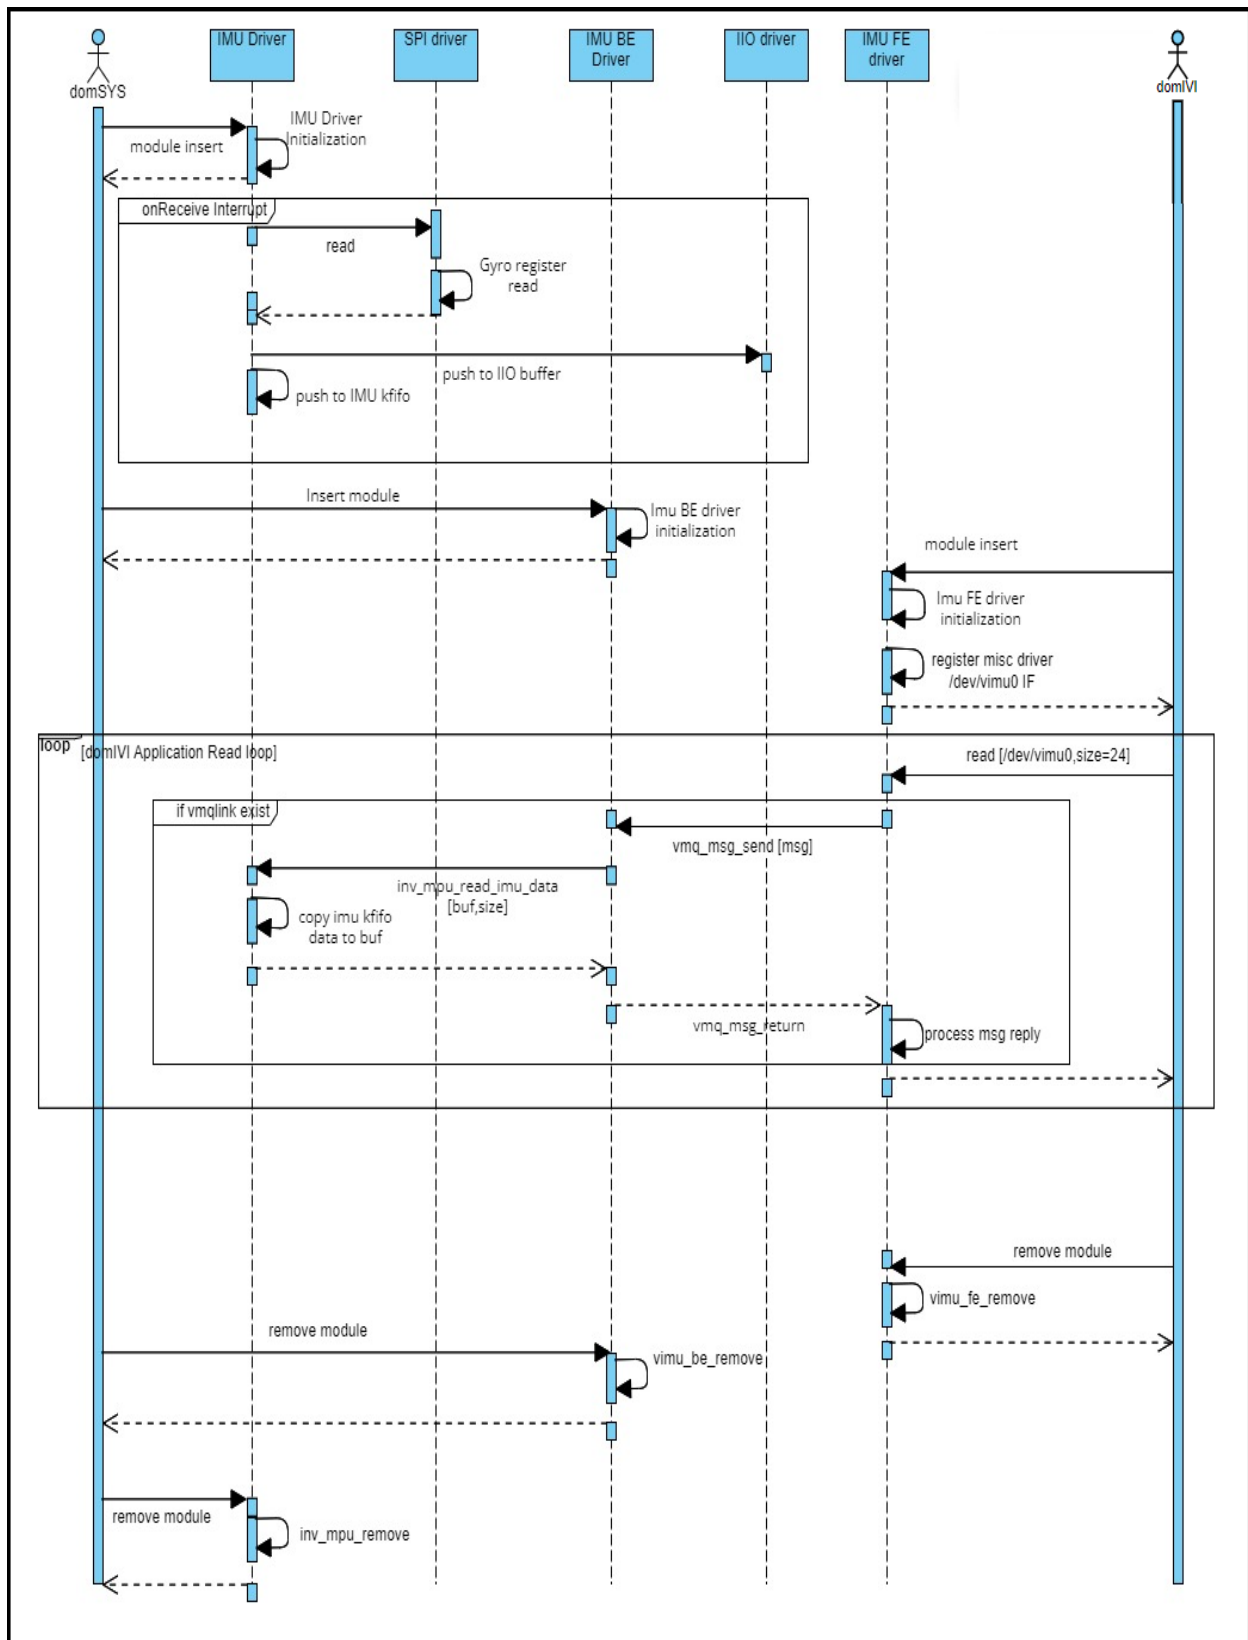 IMU Driver
SPI driver
IMU BE
Driver
IIO driver
IMU FE
driver
domSYS
domIVI
IMU Driver
Initialization
module insert
onReceive Interrupt
read
Gyro register
read
push to IIO buffer
push to IMU kfifo
Insert module
Imu BE driver
initialization
module insert
Imu FE driver
initialization
register misc driver
/dev/vimu0 IF
loop
[domIVI Application Read loop]
read [/dev/vimu0,size=24]
if vmqlink exist
vmq_msg_send [msg]
inv_mpu_read_imu_data
[buf,size]
copy imu kfifo
data to buf
vmq_msg_return
process msg reply
remove module
vimu_fe_remove
remove module
vimu_be_remove
remove module
inv_mpu_remove